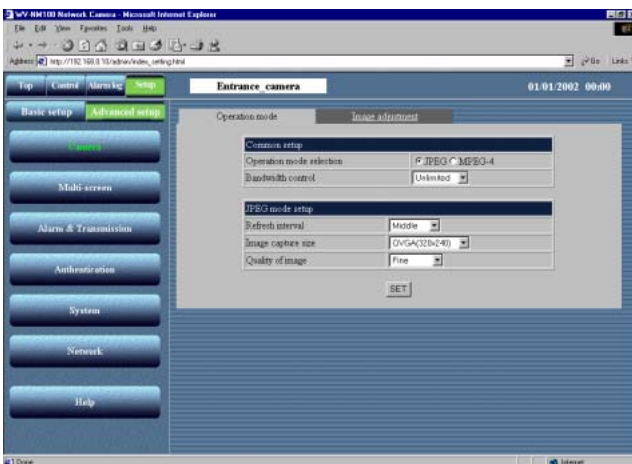 WV-NM100 Network Camera - Microsoft Internet Explorer
File Edit View Favorites Tools Help
Address http://192.168.0.10/admin/index_setting.html Go Links
Top Control Alarm log Setup Entrance_camera 01/01/2002 00:00
Basic setup Advanced setup
Operation mode Image adjustment
Camera
Common setup
Operation mode selection JPEG MPEG-4
Bandwidth control Unlimited
Multi-screen
JPEG mode setup
Alarm & Transmission
Refresh interval Middle
Image capture size QVGA(320x240)
Quality of image Fine
Authentication
SET
System
Network
Help
Done Internet